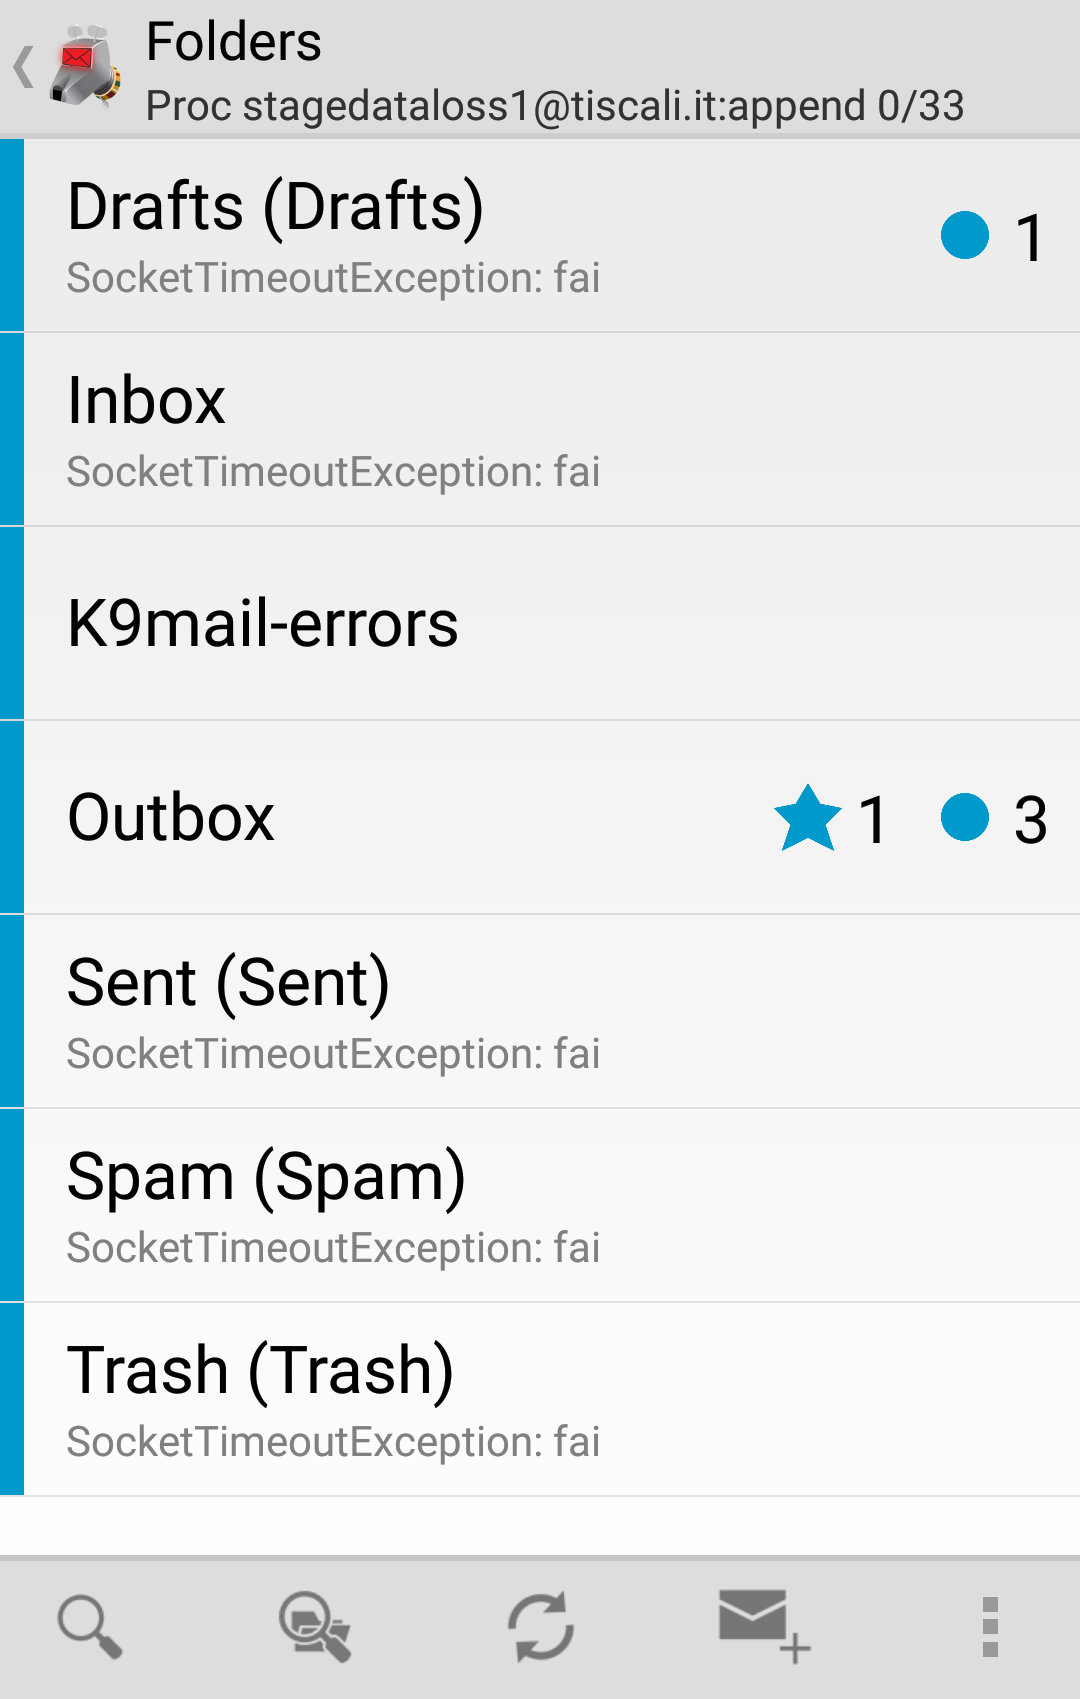 Folders
Proc stagedataloss1@tiscali.it:append 0/33
Drafts (Drafts)
SocketTimeoutException: fai
1
Inbox
SocketTimeoutException: fai
K9mail-errors
Outbox
1 3
Sent (Sent)
SocketTimeoutException: fai
Spam (Spam)
SocketTimeoutException: fai
Trash (Trash)
SocketTimeoutException: fai